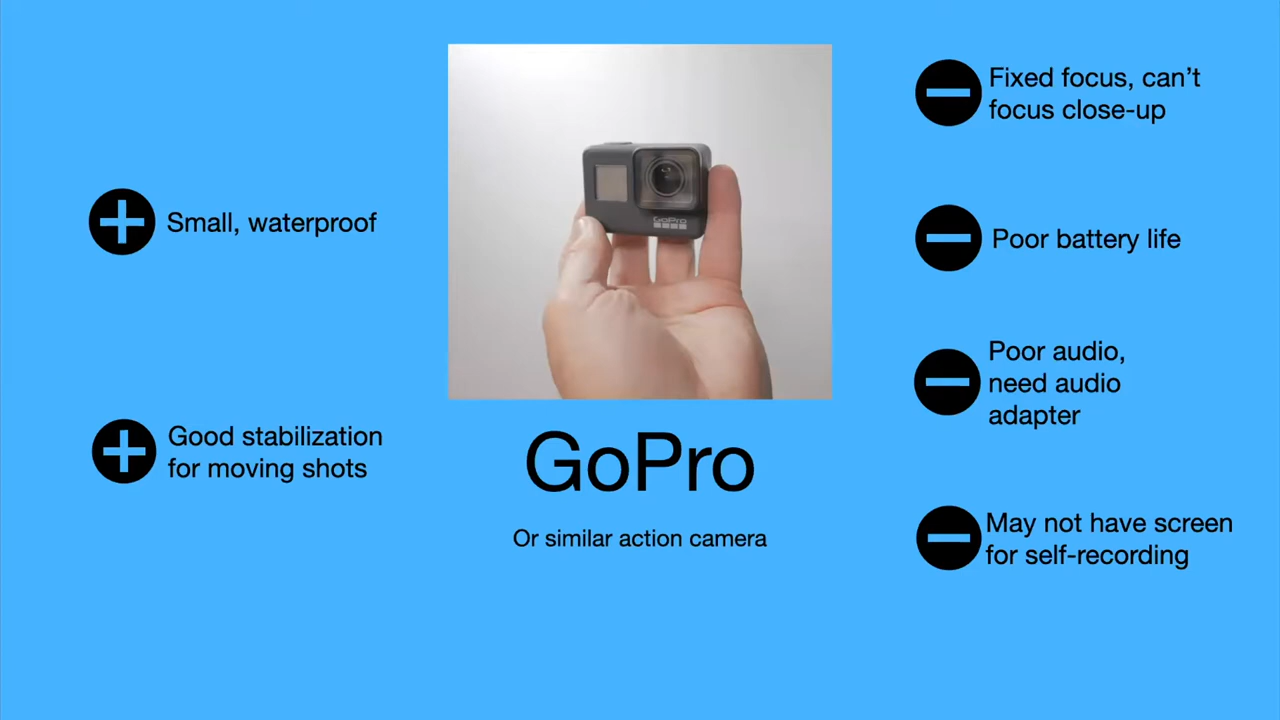 Small, waterproof
Good stabilization
for moving shots
GoPro
GoPro
Or similar action camera
Fixed focus, can’t
focus close-up
Poor battery life
Poor audio,
need audio
adapter
May not have screen
for self-recording